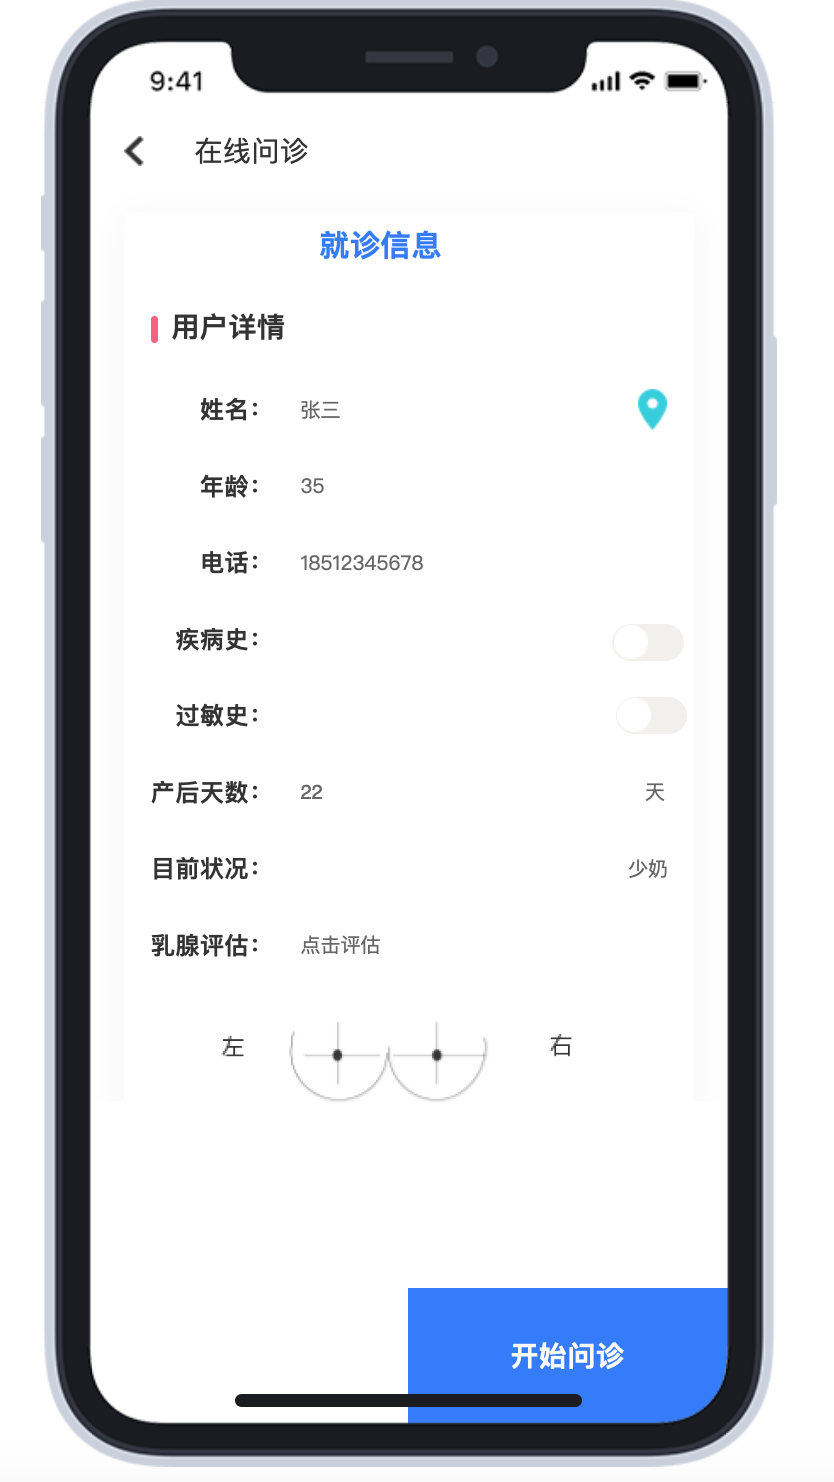 9:41
在线问诊
就诊信息
用户详情
姓名： 张三
年龄： 35
电话： 18512345678
疾病史：
过敏史：
产后天数： 22 天
目前状况： 少奶
乳腺评估： 点击评估
左 右
开始问诊